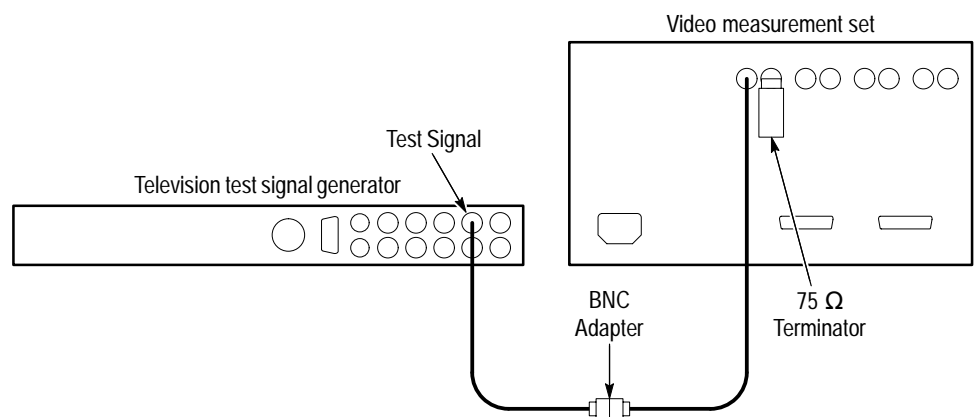 Video measurement set
Test Signal
Television test signal generator
BNC
Adapter
75 Ω
Terminator